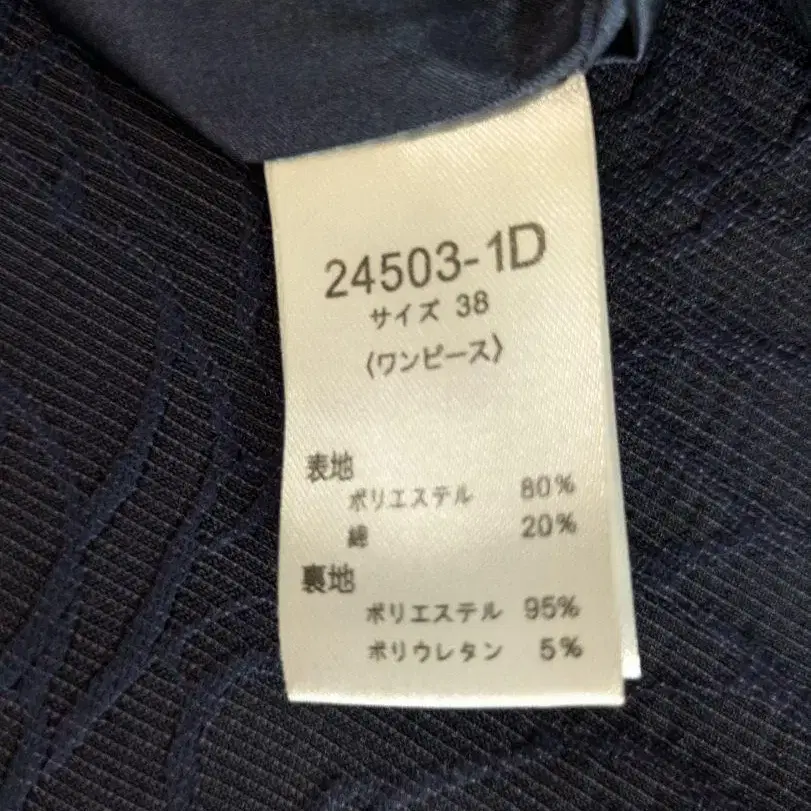 24503-1D
サイズ 38
〈ワンピース〉
表地
ポリエステル 80%
綿 20%
裏地
ポリエステル 95%
ポリウレタン 5%